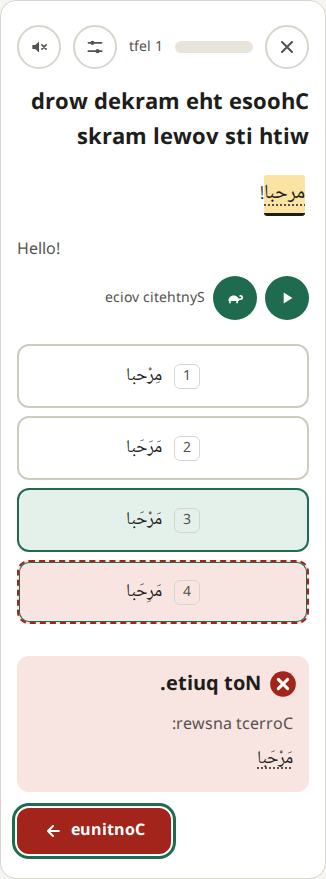 1 tfel
drow dekram eht esoohC
skram lewov sti htiw
مرحبا!
Hello!
eciov citehtnyS
1 مِرْحبا
2 مَرَحَبا
3 مَرْحَبا
4 مَرِحَبا
.etiuq toN
:rewsna tcerroC
مَرْحَبا
eunitnoC